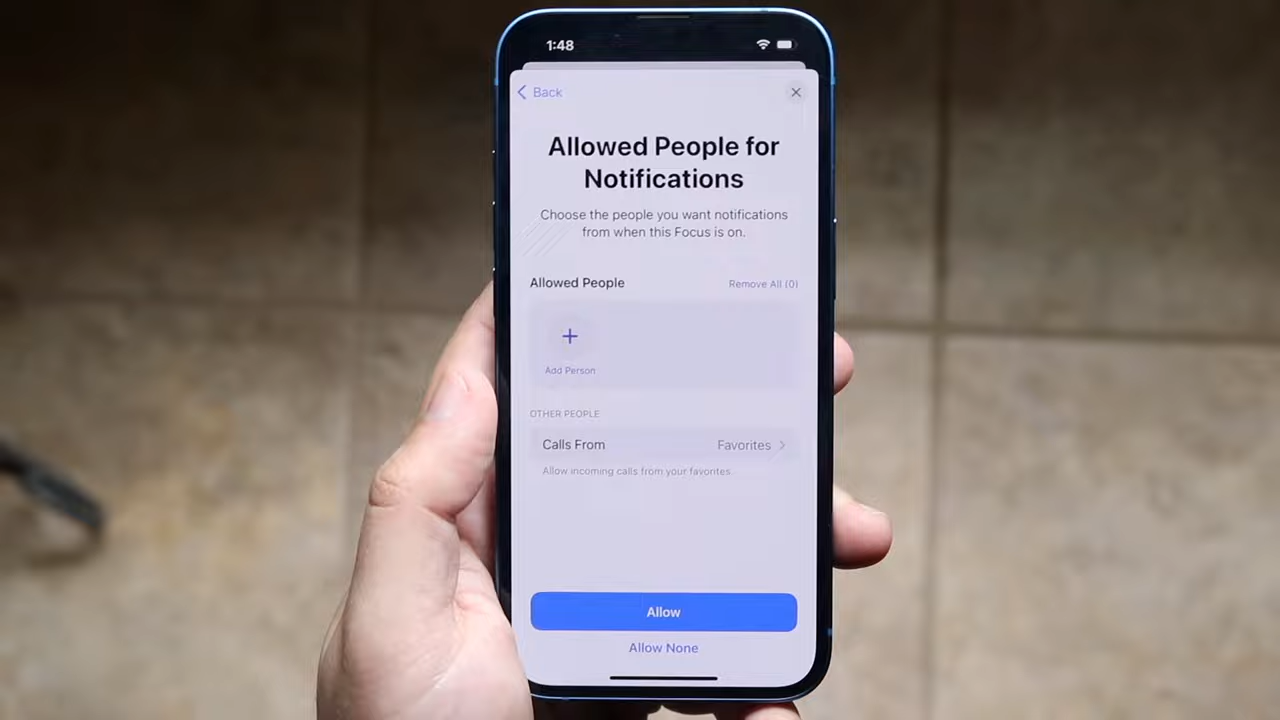 1:48
Back
Allowed People for
Notifications
Choose the people you want notifications
from when this Focus is on.
Allowed People
Remove All (0)
Add Person
OTHER PEOPLE
Calls From
Favorites
Allow incoming calls from your favorites.
Allow
Allow None